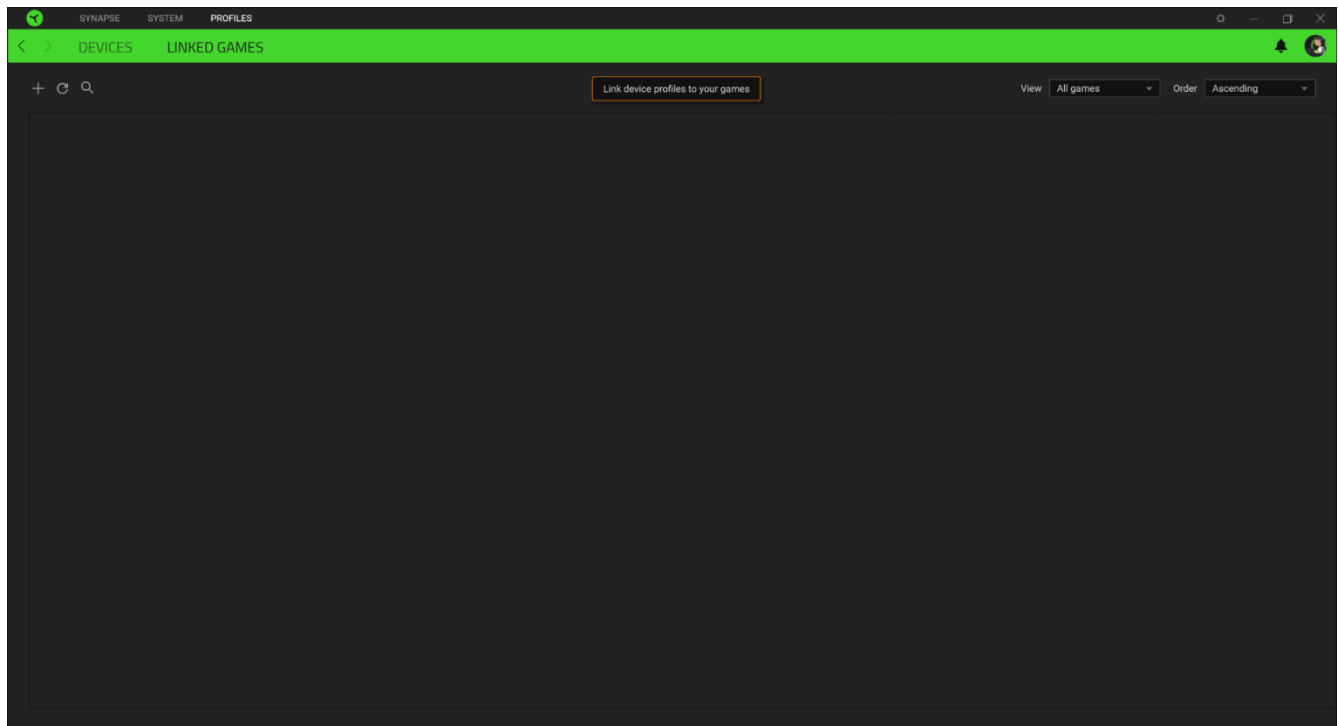 SYNAPSE SYSTEM PROFILES
DEVICES LINKED GAMES
Link device profiles to your games View All games Order Ascending